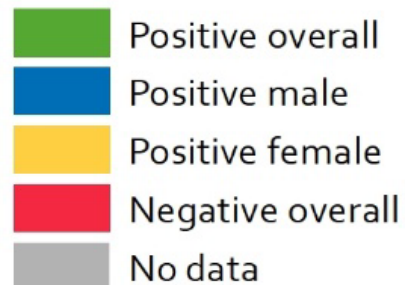 Positive overall
Positive male
Positive female
Negative overall
No data